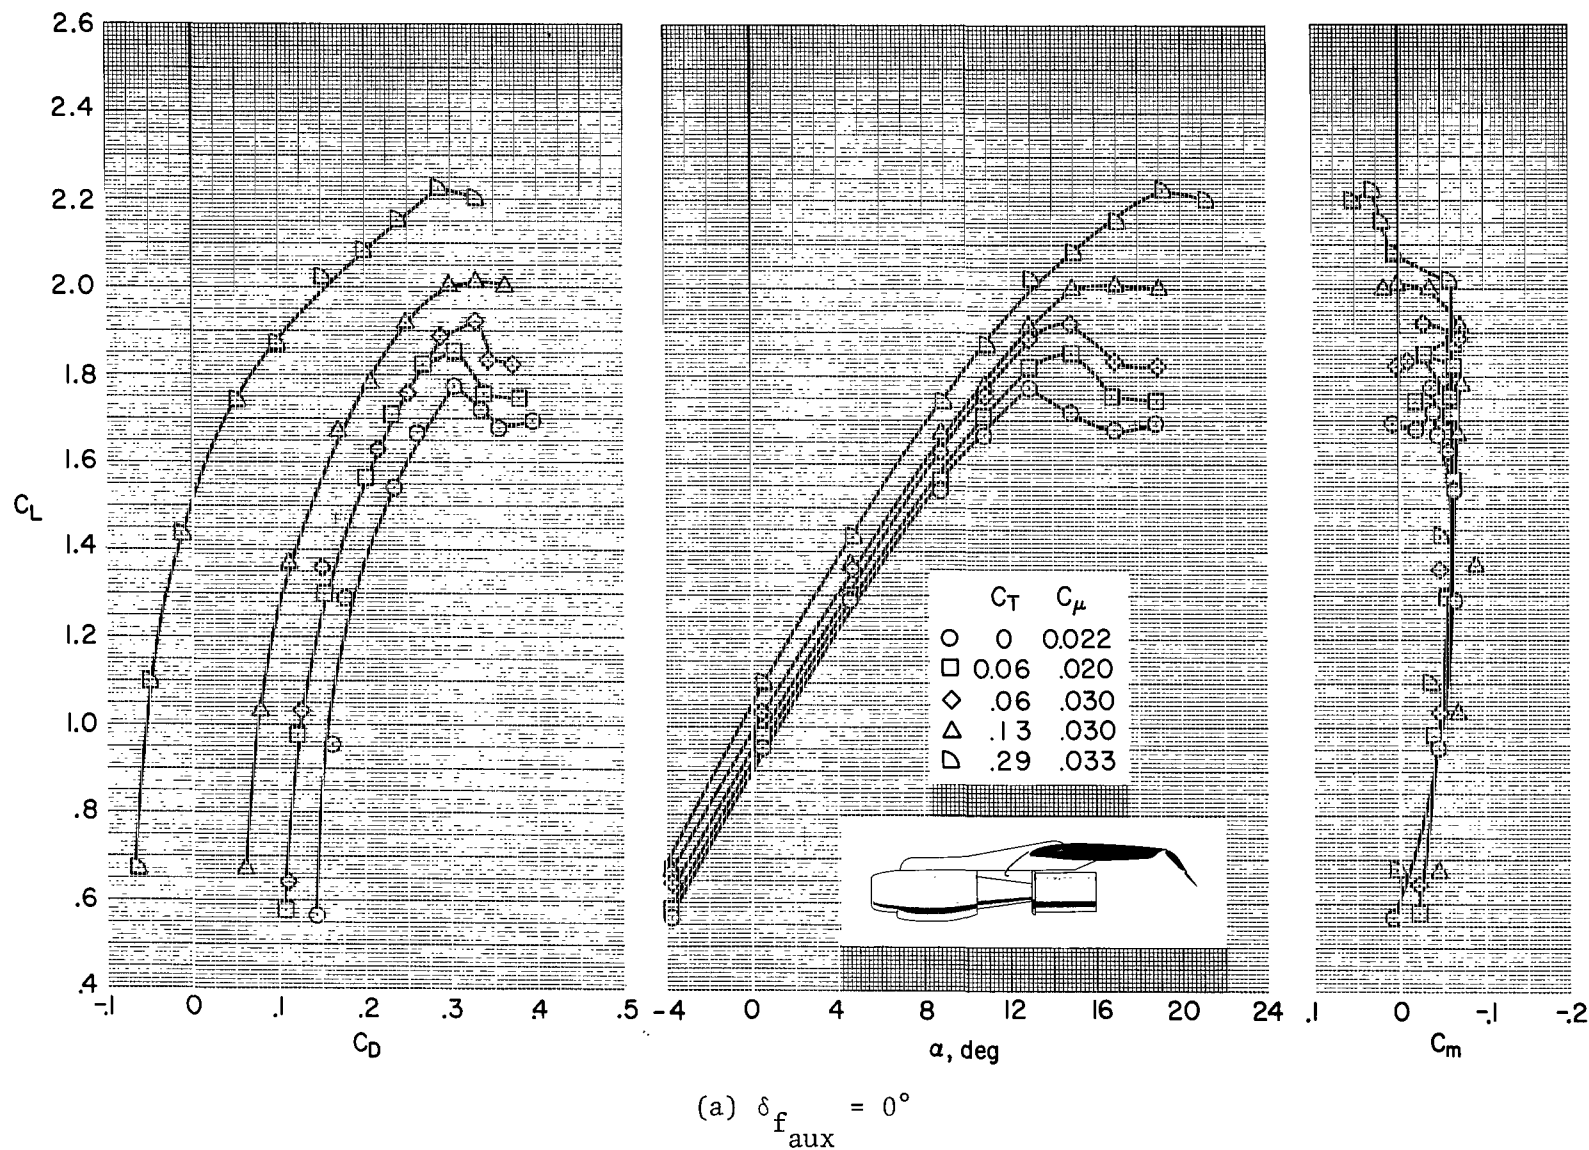 2.6
2.4
2.2
2.0
1.8
1.6
C_L
1.4
1.2
1.0
.8
.6
.4
-.1 0 .1 .2 .3 .4 .5
C_D
-4 0 4 8 12 16 20 24
α, deg
.1 0 -.1 -.2
C_m
C_T C_μ
0 0.022
0.06 .020
.06 .030
.13 .030
.29 .033
(a) δ_f_aux = 0°